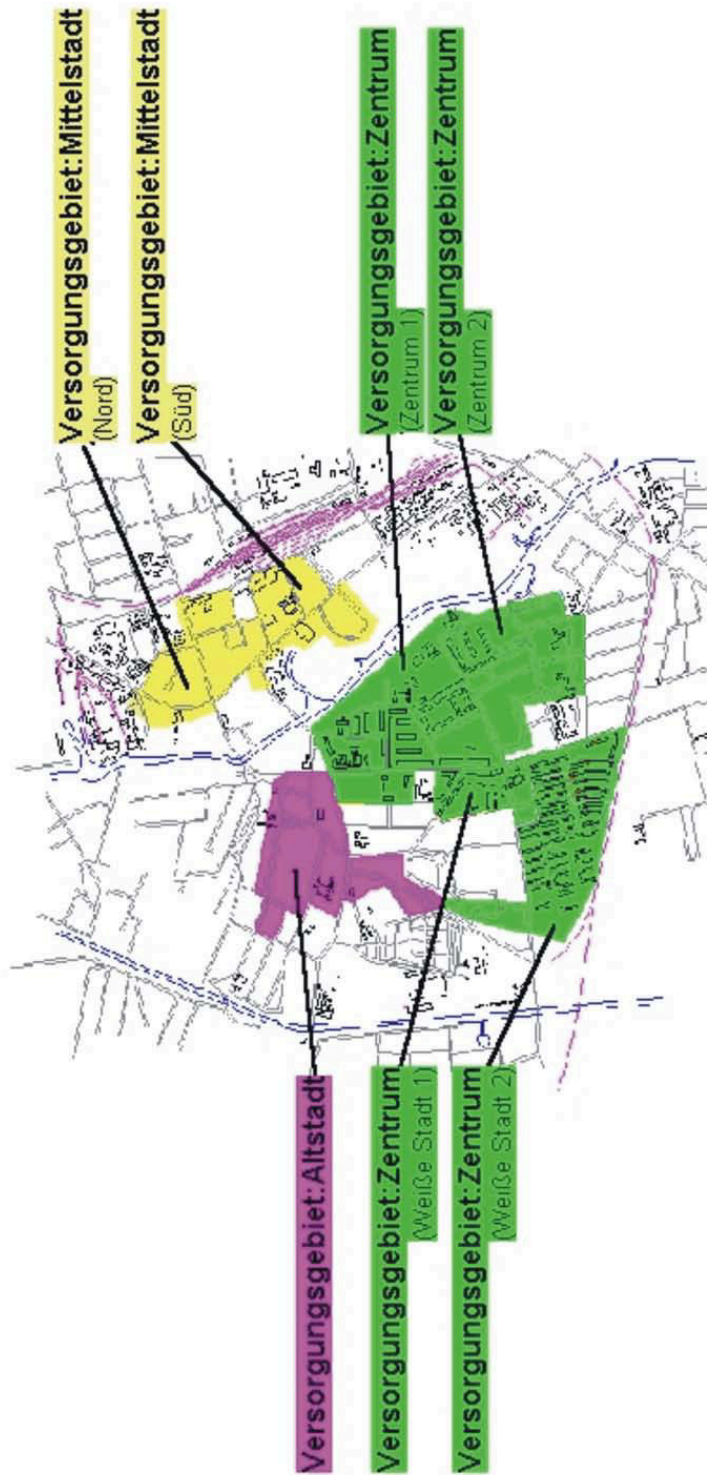 Versorgungsgebiet:Altstadt
Versorgungsgebiet:Zentrum
(Weiße Stadt 1)
Versorgungsgebiet:Zentrum
(Weiße Stadt 2)
Versorgungsgebiet:Mittelstadt
(Nord)
Versorgungsgebiet:Mittelstadt
(Süd)
Versorgungsgebiet:Zentrum
(Zentrum 1)
Versorgungsgebiet:Zentrum
(Zentrum 2)